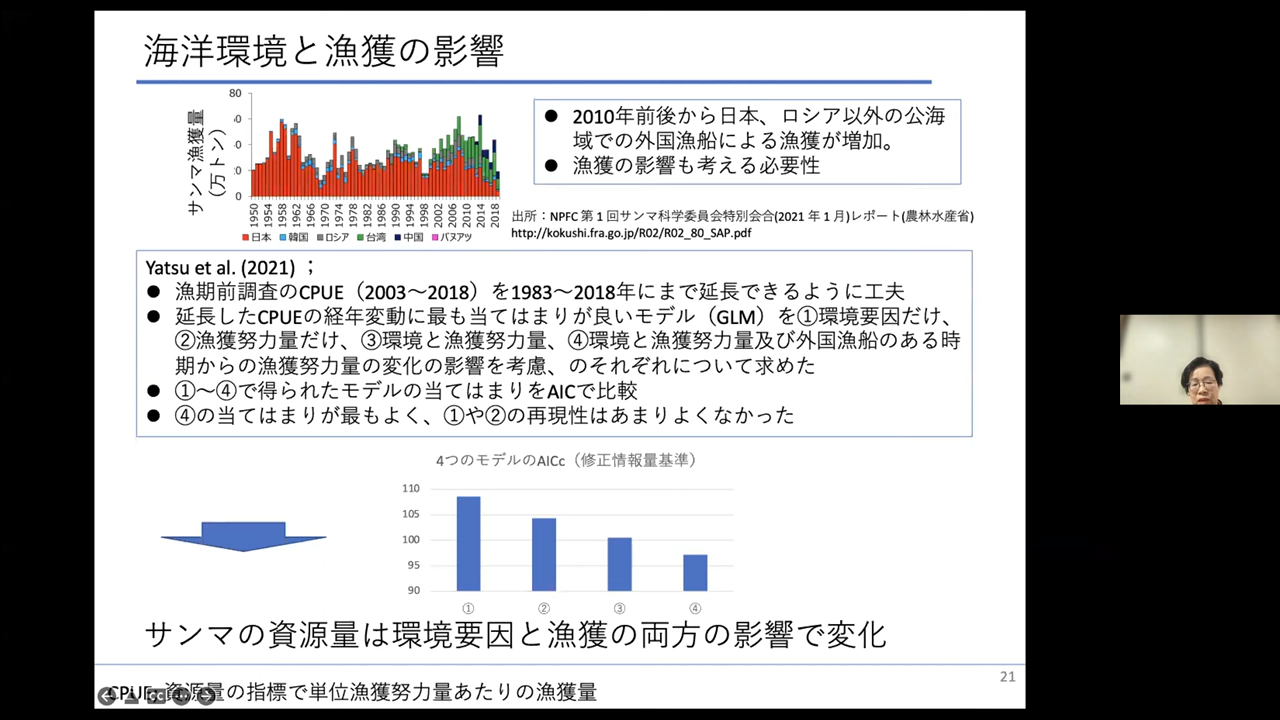 海洋環境と漁獲の影響
サンマ漁獲量
（万トン）
80
0
1950 1954 1958 1962 1966 1970 1974 1978 1982 1986 1990 1994 1998 2002 2006 2010 2014 2018
日本 韓国 ロシア 台湾 中国 バヌアツ
● 2010年前後から日本、ロシア以外の公海
域での外国漁船による漁獲が増加。
● 漁獲の影響も考える必要性
出所：NPFC 第 1 回サンマ科学委員会特別会合(2021 年 1 月)レポート(農林水産省)
http://kokushi.fra.go.jp/R02/R02_80_SAP.pdf
Yatsu et al. (2021) ；
● 漁期前調査のCPUE（2003〜2018）を1983〜2018年にまで延長できるように工夫
● 延長したCPUEの経年変動に最も当てはまりが良いモデル（GLM）を①環境要因だけ、
②漁獲努力量だけ、③環境と漁獲努力量、④環境と漁獲努力量及び外国漁船のある時
期からの漁獲努力量の変化の影響を考慮、のそれぞれについて求めた
● ①〜④で得られたモデルの当てはまりをAICで比較
● ④の当てはまりが最もよく、①や②の再現性はあまりよくなかった
4つのモデルのAICc（修正情報量基準）
110
105
100
95
90
① ② ③ ④
サンマの資源量は環境要因と漁獲の両方の影響で変化
21
CPUE 資源量の指標で単位漁獲努力量あたりの漁獲量